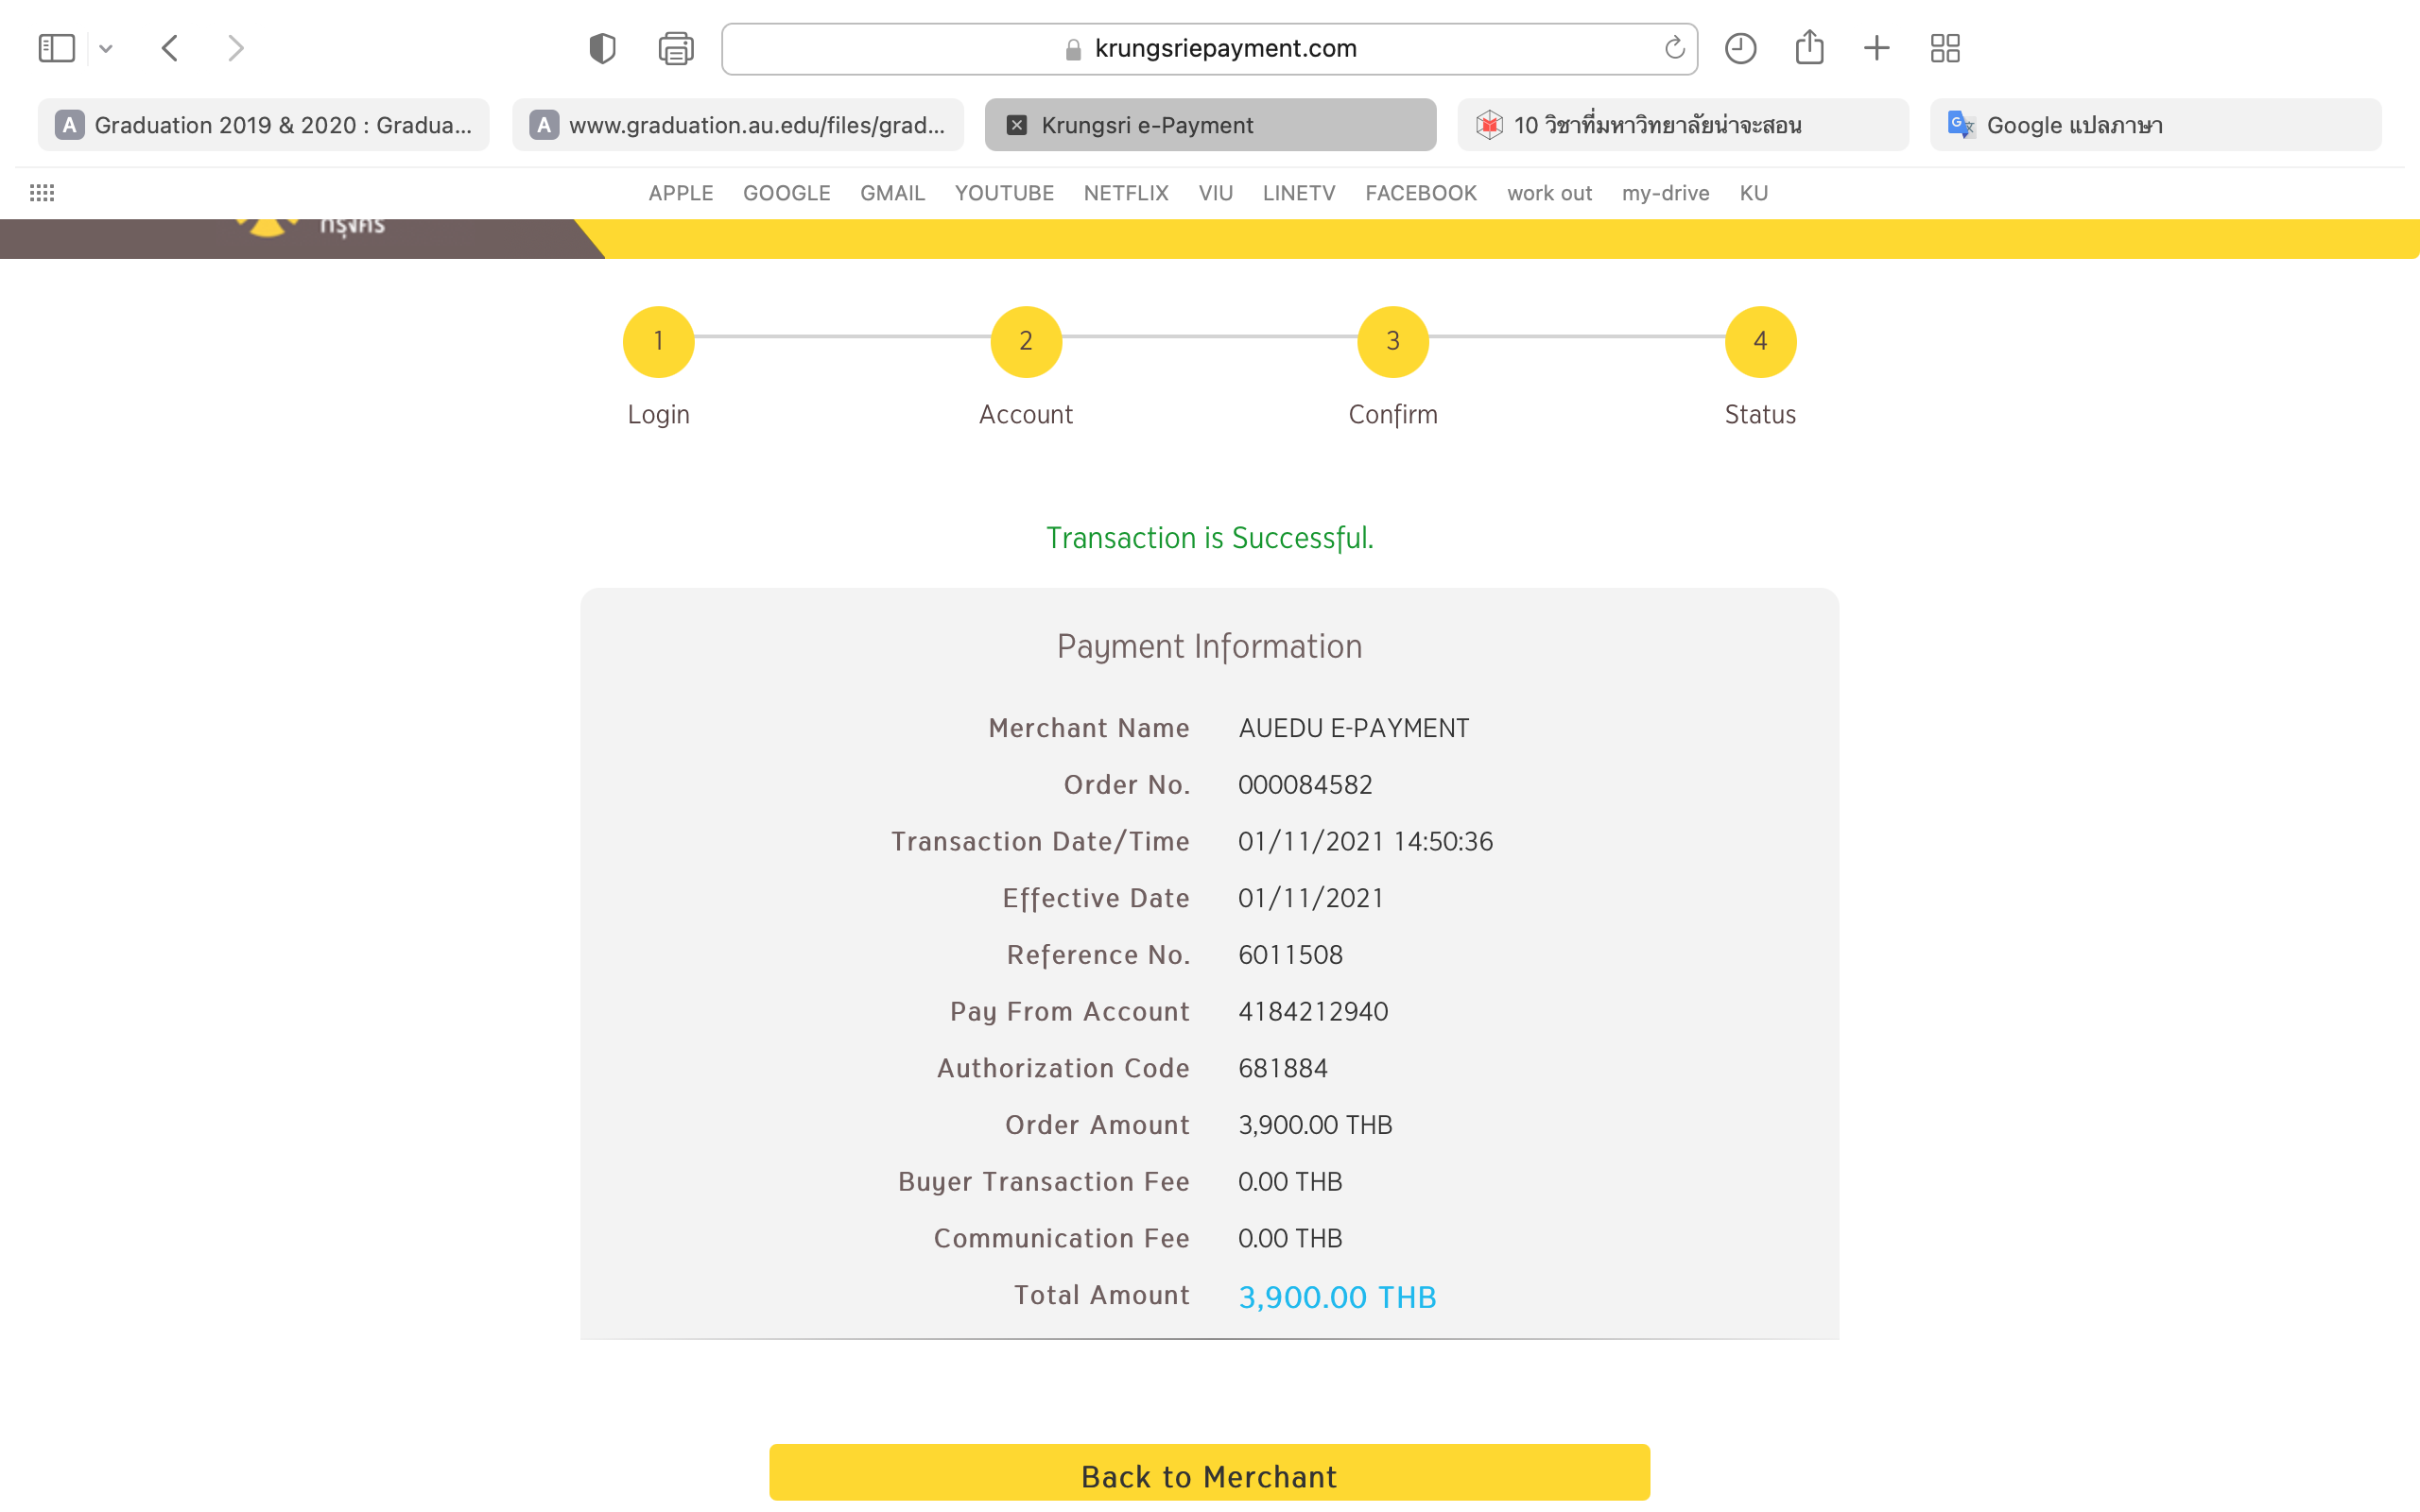 krungsriepayment.com
A Graduation 2019 & 2020 : Gradua...
A www.graduation.au.edu/files/grad...
Krungsri e-Payment
10 วิชาที่มหาวิทยาลัยน่าจะสอน
Google แปลภาษา
APPLE GOOGLE GMAIL YOUTUBE NETFLIX VIU LINETV FACEBOOK work out my-drive KU
1 2 3 4
Login Account Confirm Status
Transaction is Successful.
Payment Information
Merchant Name AUEDU E-PAYMENT
Order No. 000084582
Transaction Date/Time 01/11/2021 14:50:36
Effective Date 01/11/2021
Reference No. 6011508
Pay From Account 4184212940
Authorization Code 681884
Order Amount 3,900.00 THB
Buyer Transaction Fee 0.00 THB
Communication Fee 0.00 THB
Total Amount 3,900.00 THB
Back to Merchant